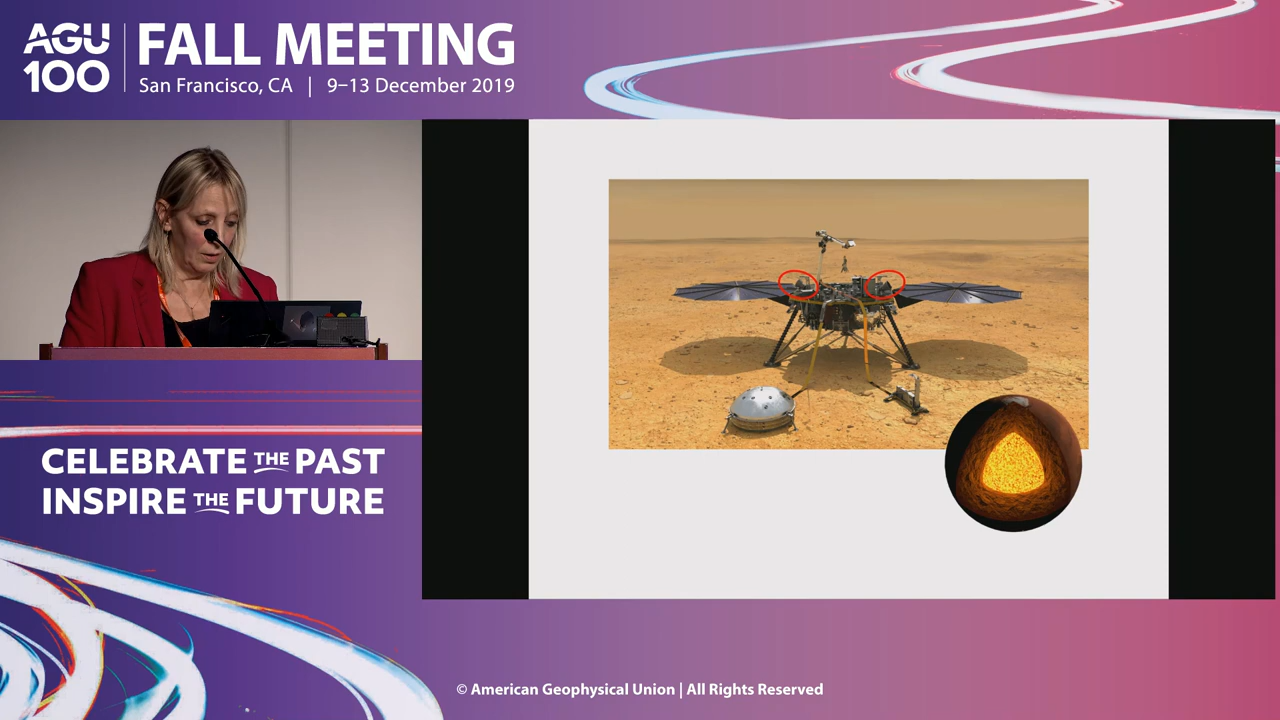 AGU
100
FALL MEETING
San Francisco, CA | 9–13 December 2019
CELEBRATE THE PAST
INSPIRE THE FUTURE
© American Geophysical Union | All Rights Reserved